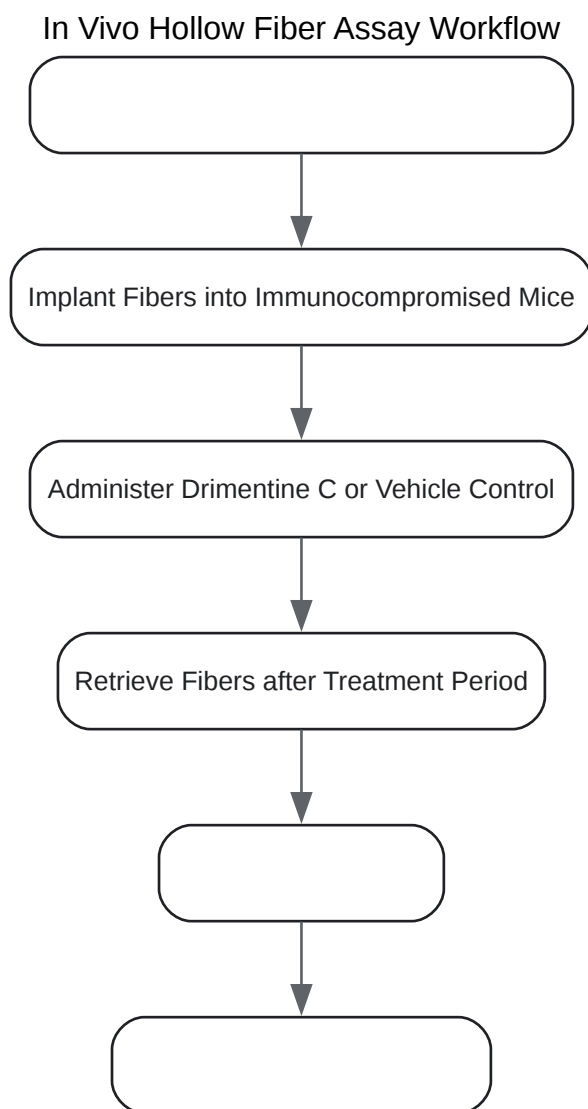 In Vivo Hollow Fiber Assay Workflow
Implant Fibers into Immunocompromised Mice
Administer Drimentine C or Vehicle Control
Retrieve Fibers after Treatment Period